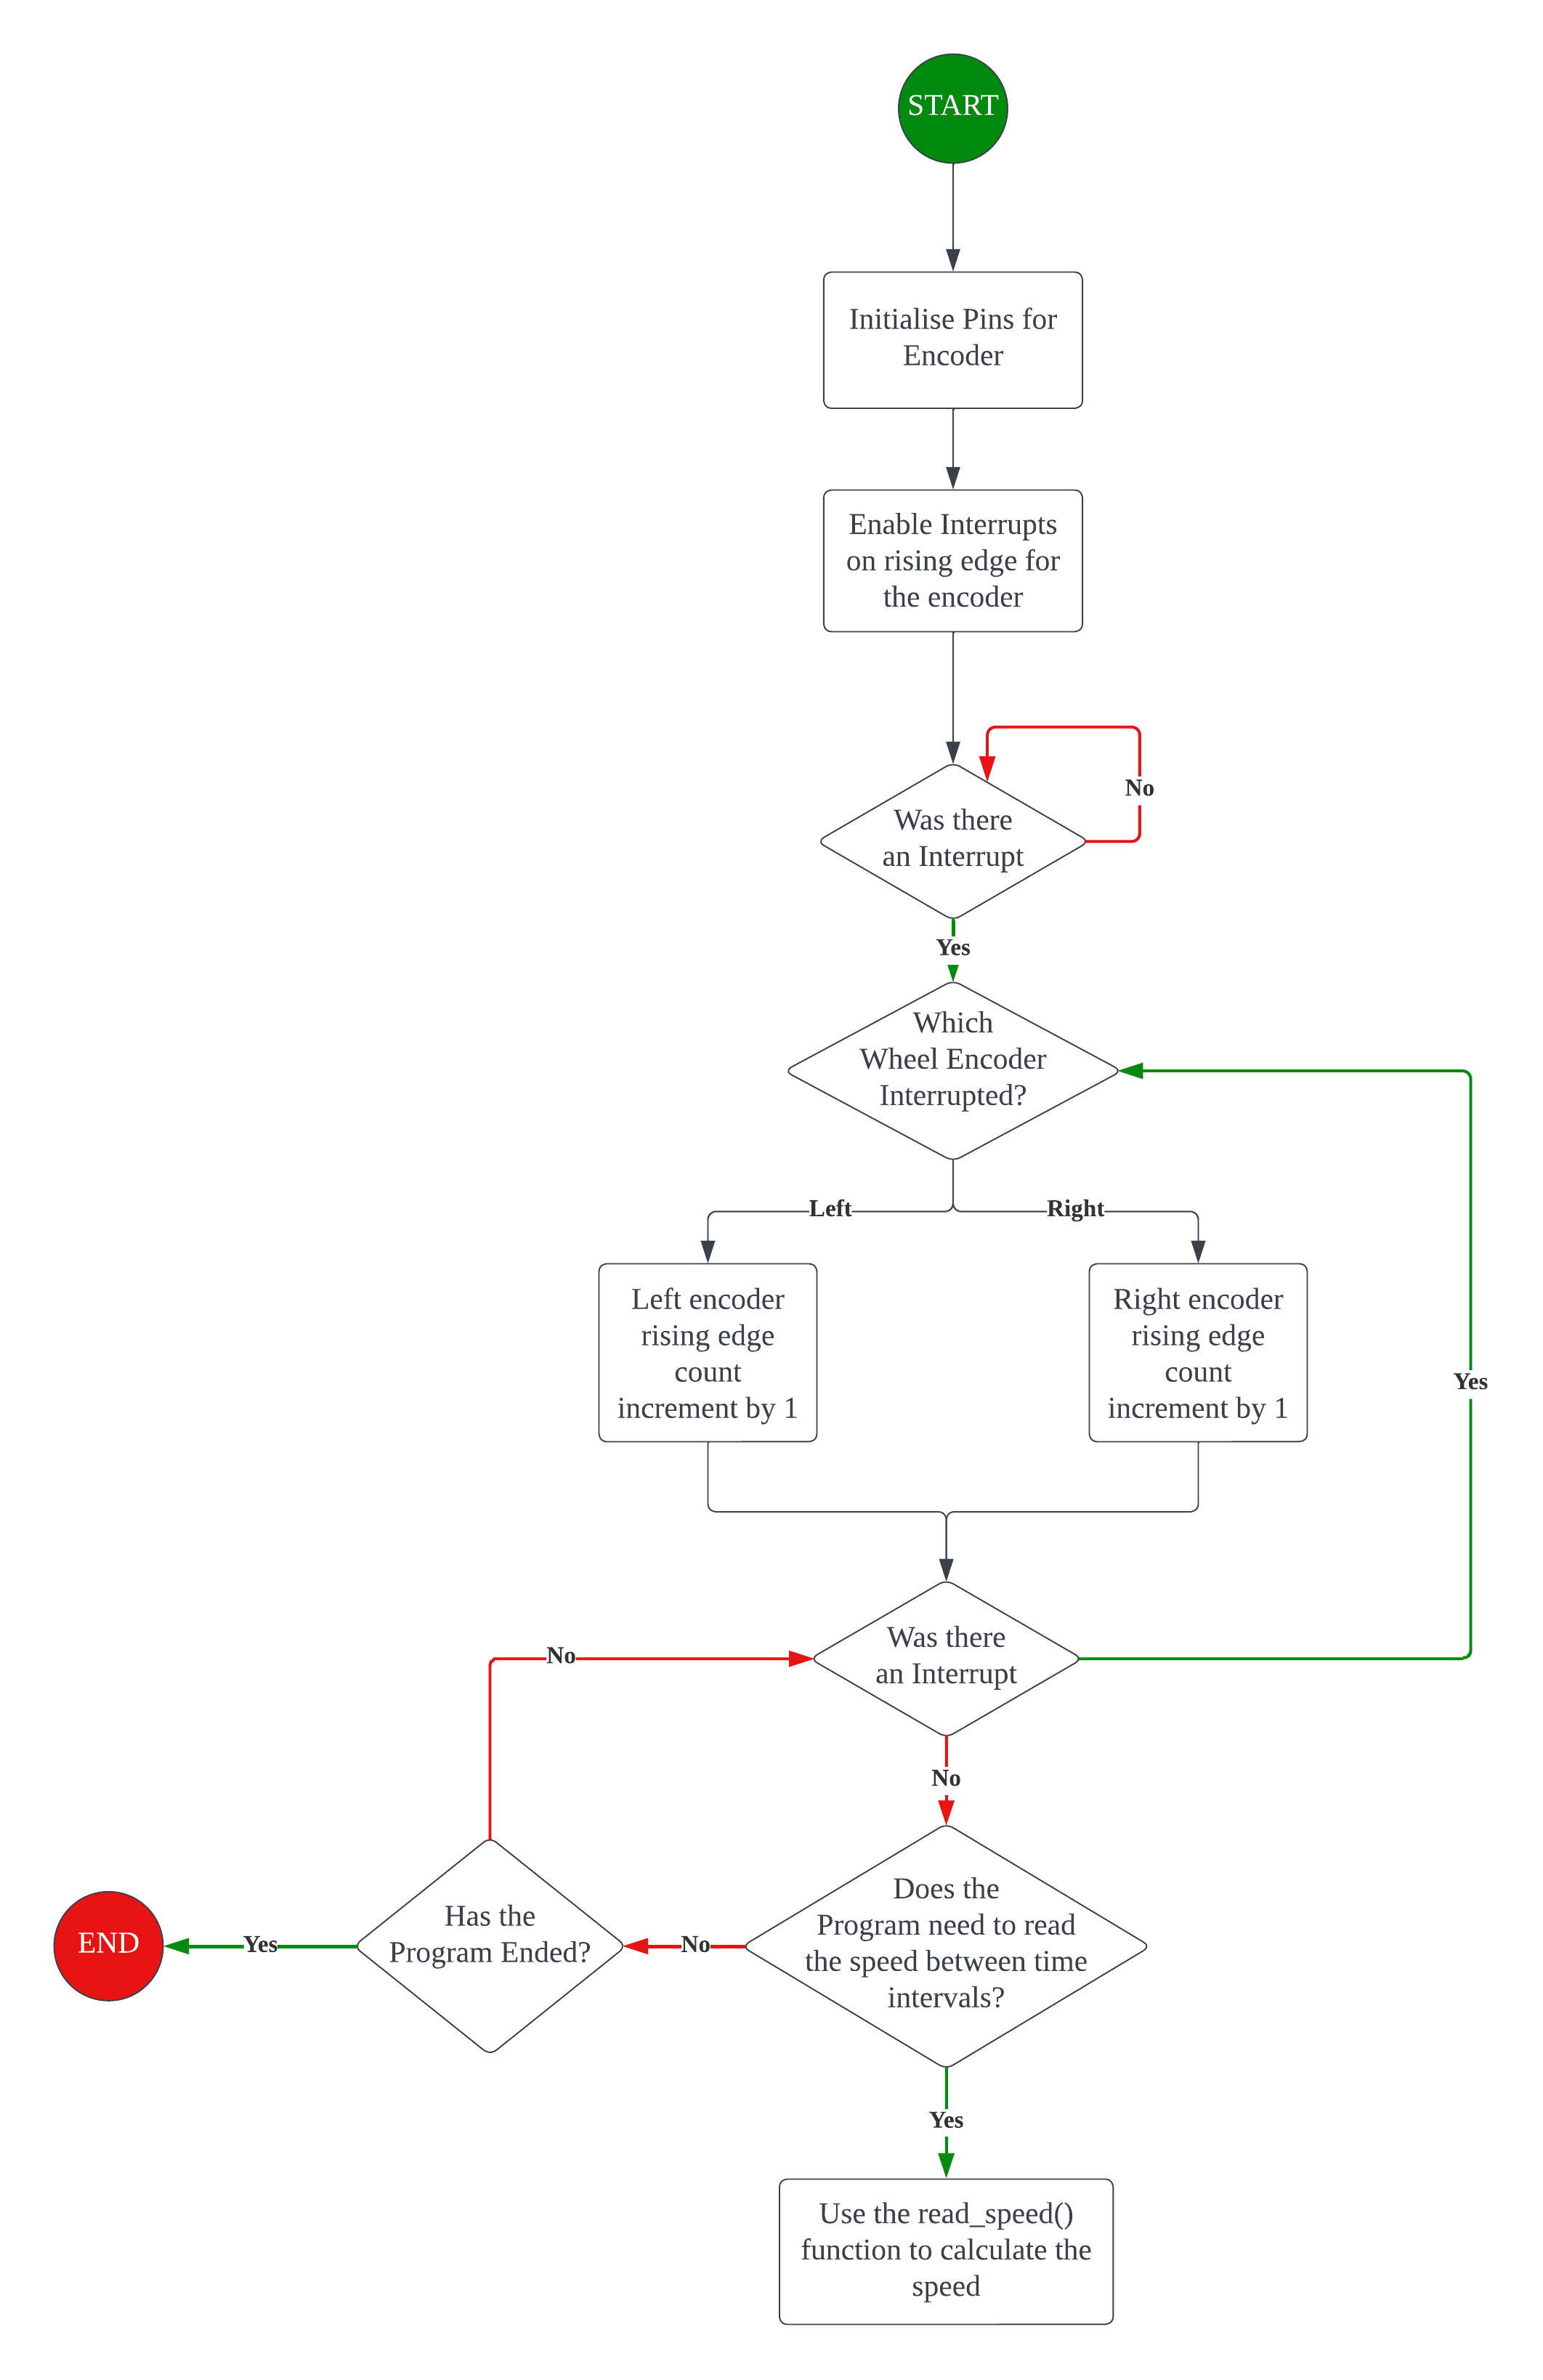 START
Initialise Pins for
Encoder
Enable Interrupts
on rising edge for
the encoder
No
Was there
an Interrupt
Yes
Which
Wheel Encoder
Interrupted?
Left
Right
Left encoder
rising edge
count
increment by 1
Right encoder
rising edge
count
increment by 1
Yes
Was there
an Interrupt
No
No
Does the
Program need to read
the speed between time
intervals?
No
Has the
Program Ended?
Yes
END
Yes
Use the read_speed()
function to calculate the
speed